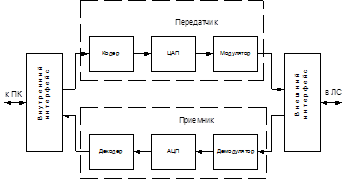 Передатчик
Кодер
ЦАП
Модулятор
к ПК
Внутренний
интерфейс
Внешний
интерфейс
в ЛС
Приемник
Декодер
АЦП
Демодулятор